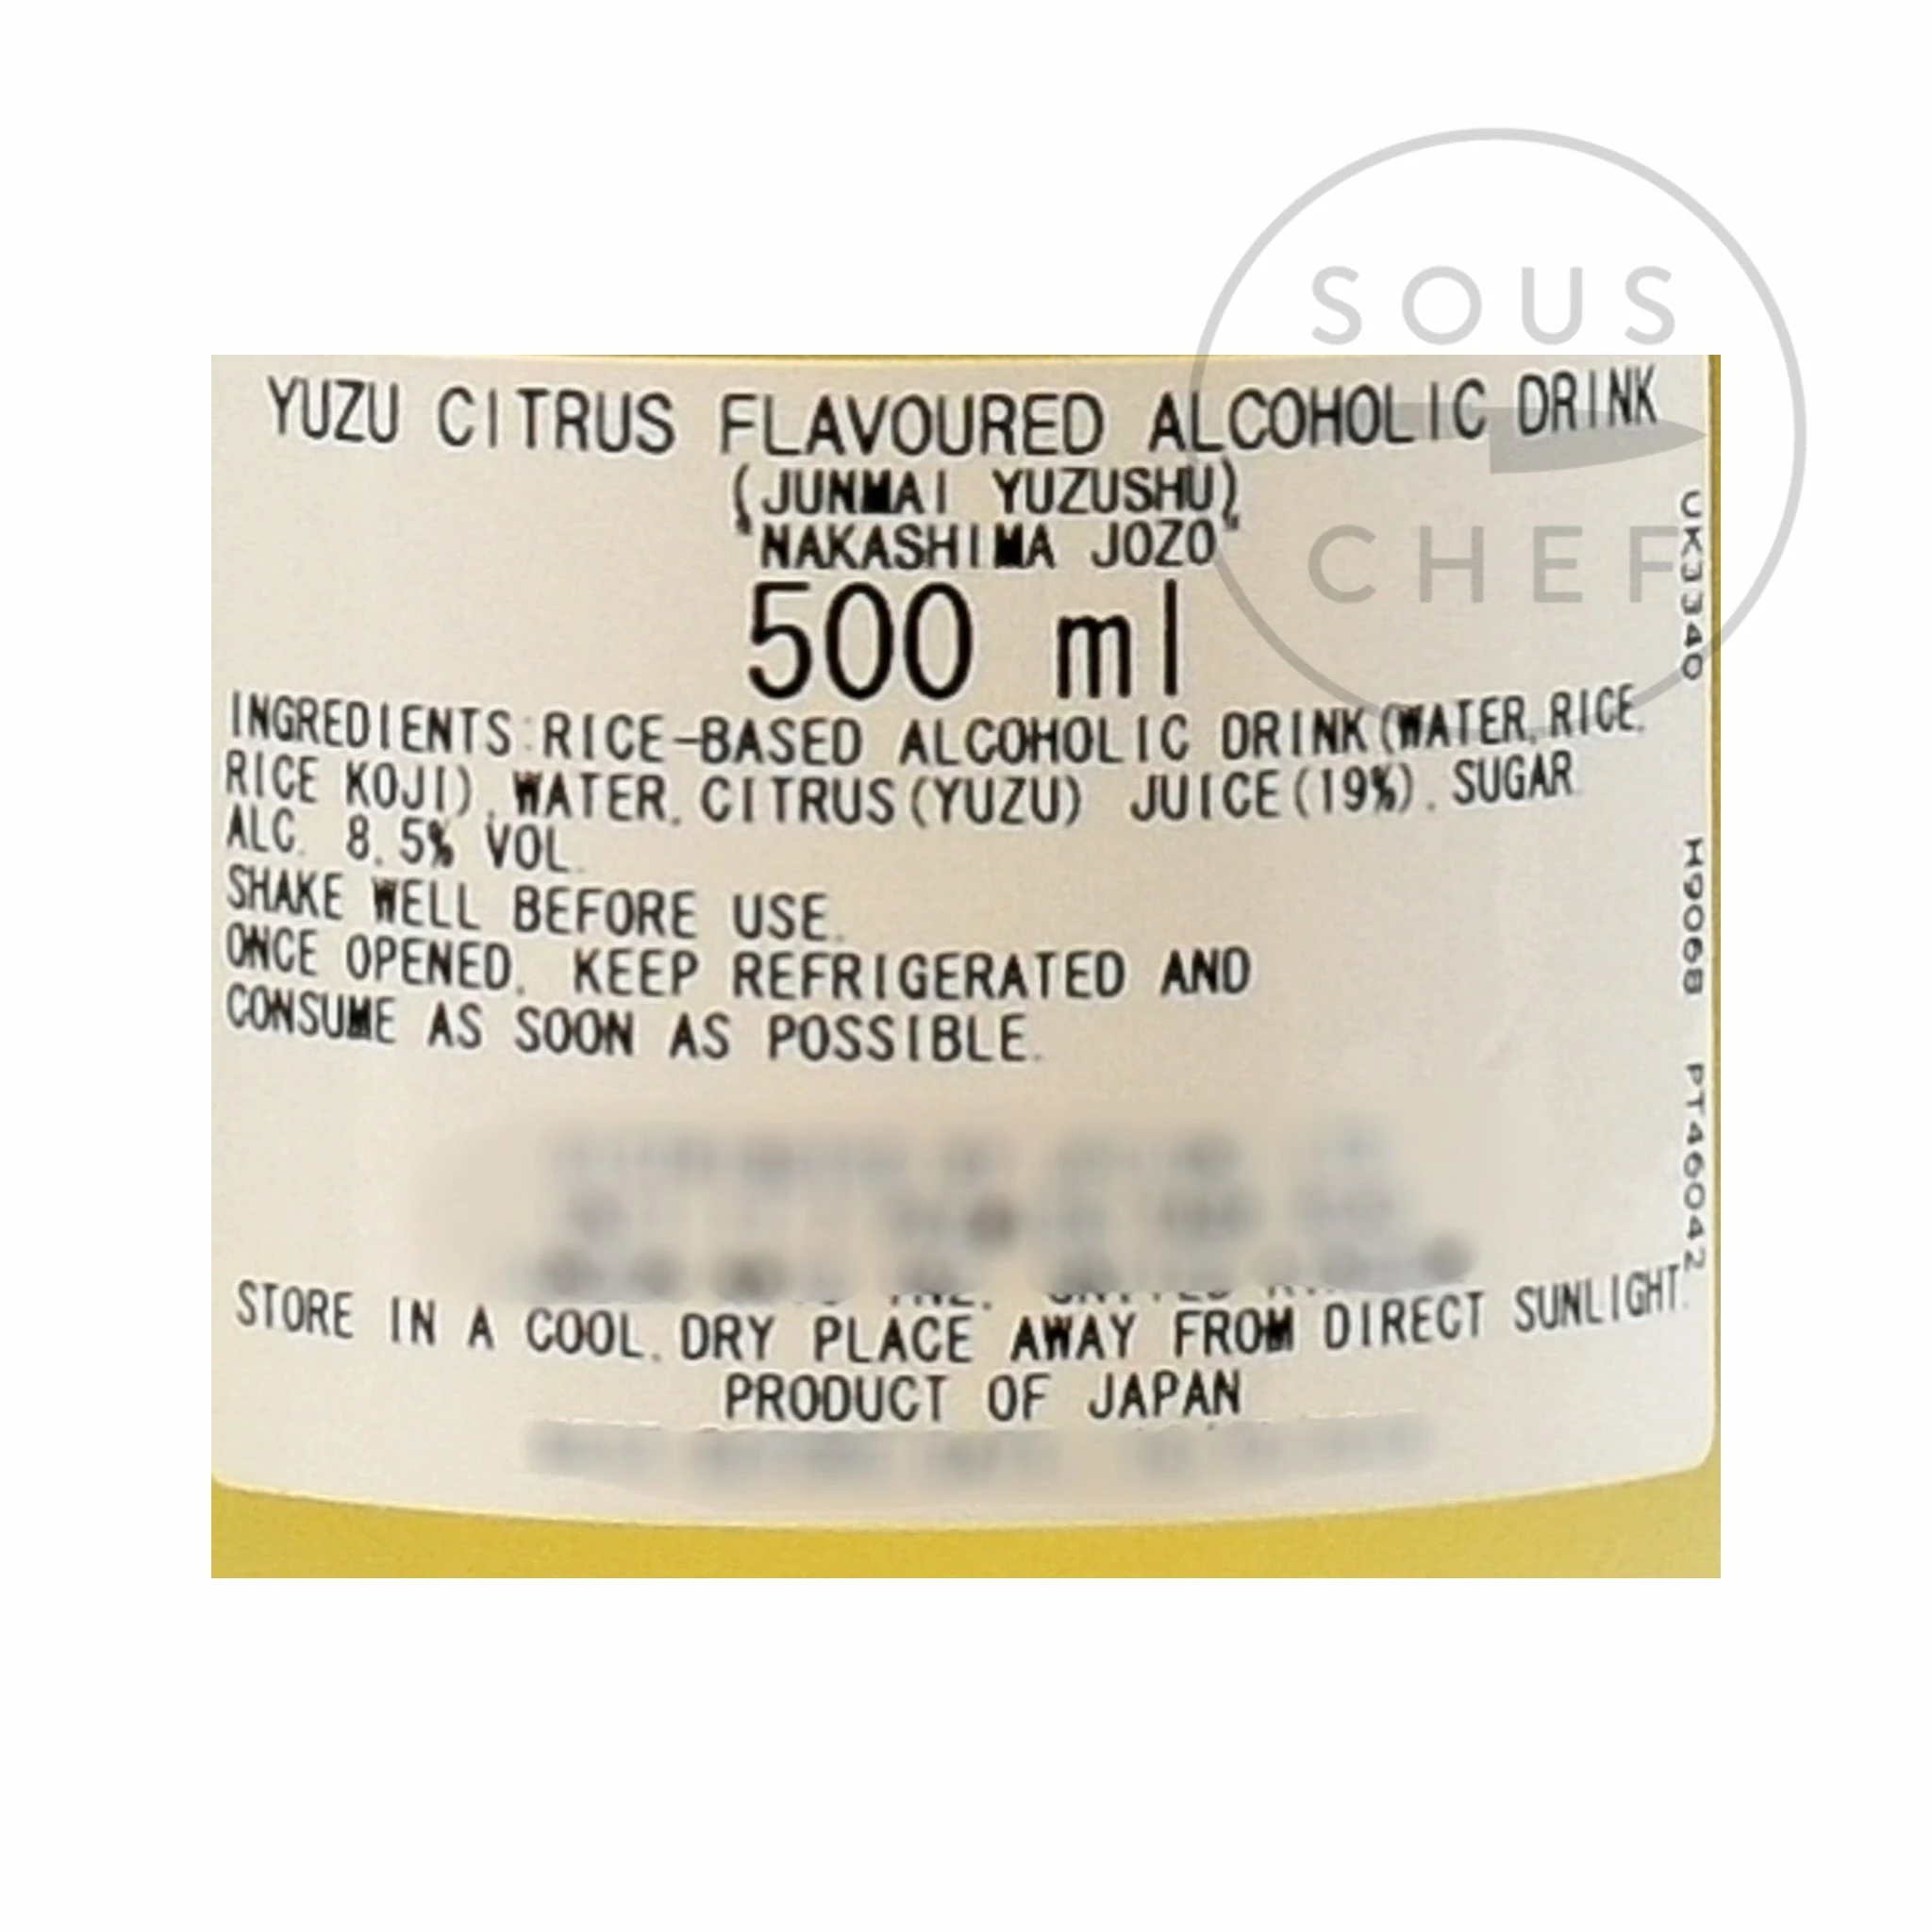 SOUS
CHEF
YUZU CITRUS FLAVOURED ALCOHOLIC DRINK
(JUNMAI YUZUSHU)
"NAKASHIMA JOZO"
500 ml
INGREDIENTS:RICE-BASED ALCOHOLIC DRINK(WATER,RICE,
RICE KOJI),WATER,CITRUS(YUZU) JUICE(19%),SUGAR
ALC. 8.5% VOL.
SHAKE WELL BEFORE USE.
ONCE OPENED, KEEP REFRIGERATED AND
CONSUME AS SOON AS POSSIBLE.
STORE IN A COOL,DRY PLACE AWAY FROM DIRECT SUNLIGHT.
PRODUCT OF JAPAN
UK3340 H9068 PT46042